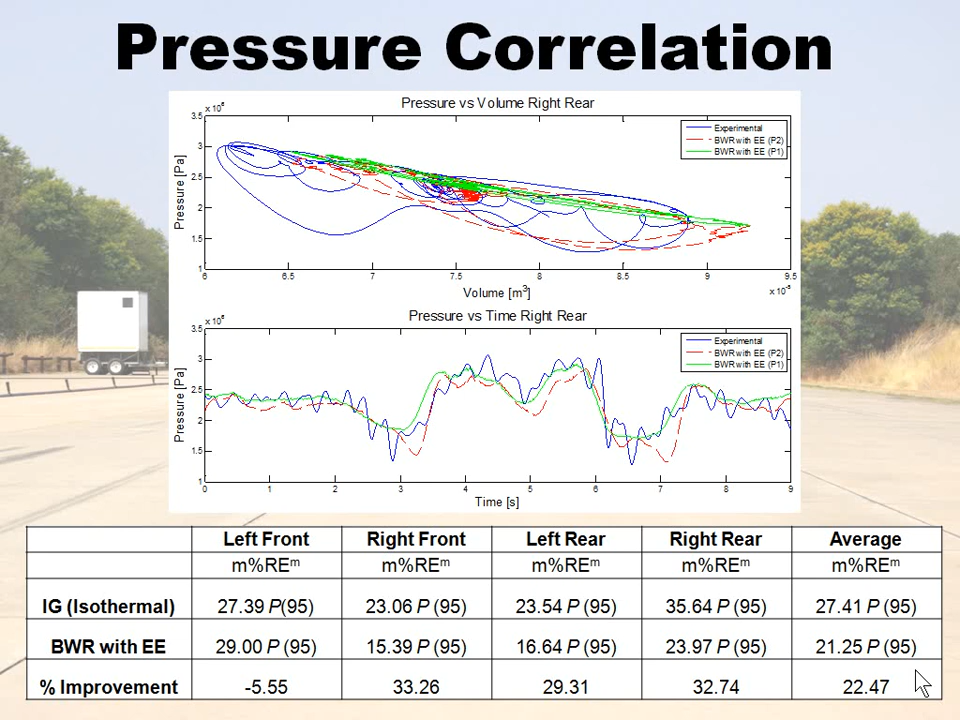 Pressure Correlation
Pressure vs Volume Right Rear
x 10⁶
3.5
3
2.5
2
1.5
1
Pressure [Pa]
Experimental
BWR with EE (P2)
BWR with EE (P1)
6 6.5 7 7.5 8 8.5 9 9.5
Volume [m³]
Pressure vs Time Right Rear
x 10⁶
3.5
3
2.5
2
1.5
1
Pressure [Pa]
Experimental
BWR with EE (P2)
BWR with EE (P1)
0 1 2 3 4 5 6 7 8 9
Time [s]
Left Front Right Front Left Rear Right Rear Average
m%REᵐ m%REᵐ m%REᵐ m%REᵐ m%REᵐ
IG (Isothermal) 27.39 P(95) 23.06 P (95) 23.54 P (95) 35.64 P (95) 27.41 P (95)
BWR with EE 29.00 P (95) 15.39 P (95) 16.64 P (95) 23.97 P (95) 21.25 P (95)
% Improvement -5.55 33.26 29.31 32.74 22.47